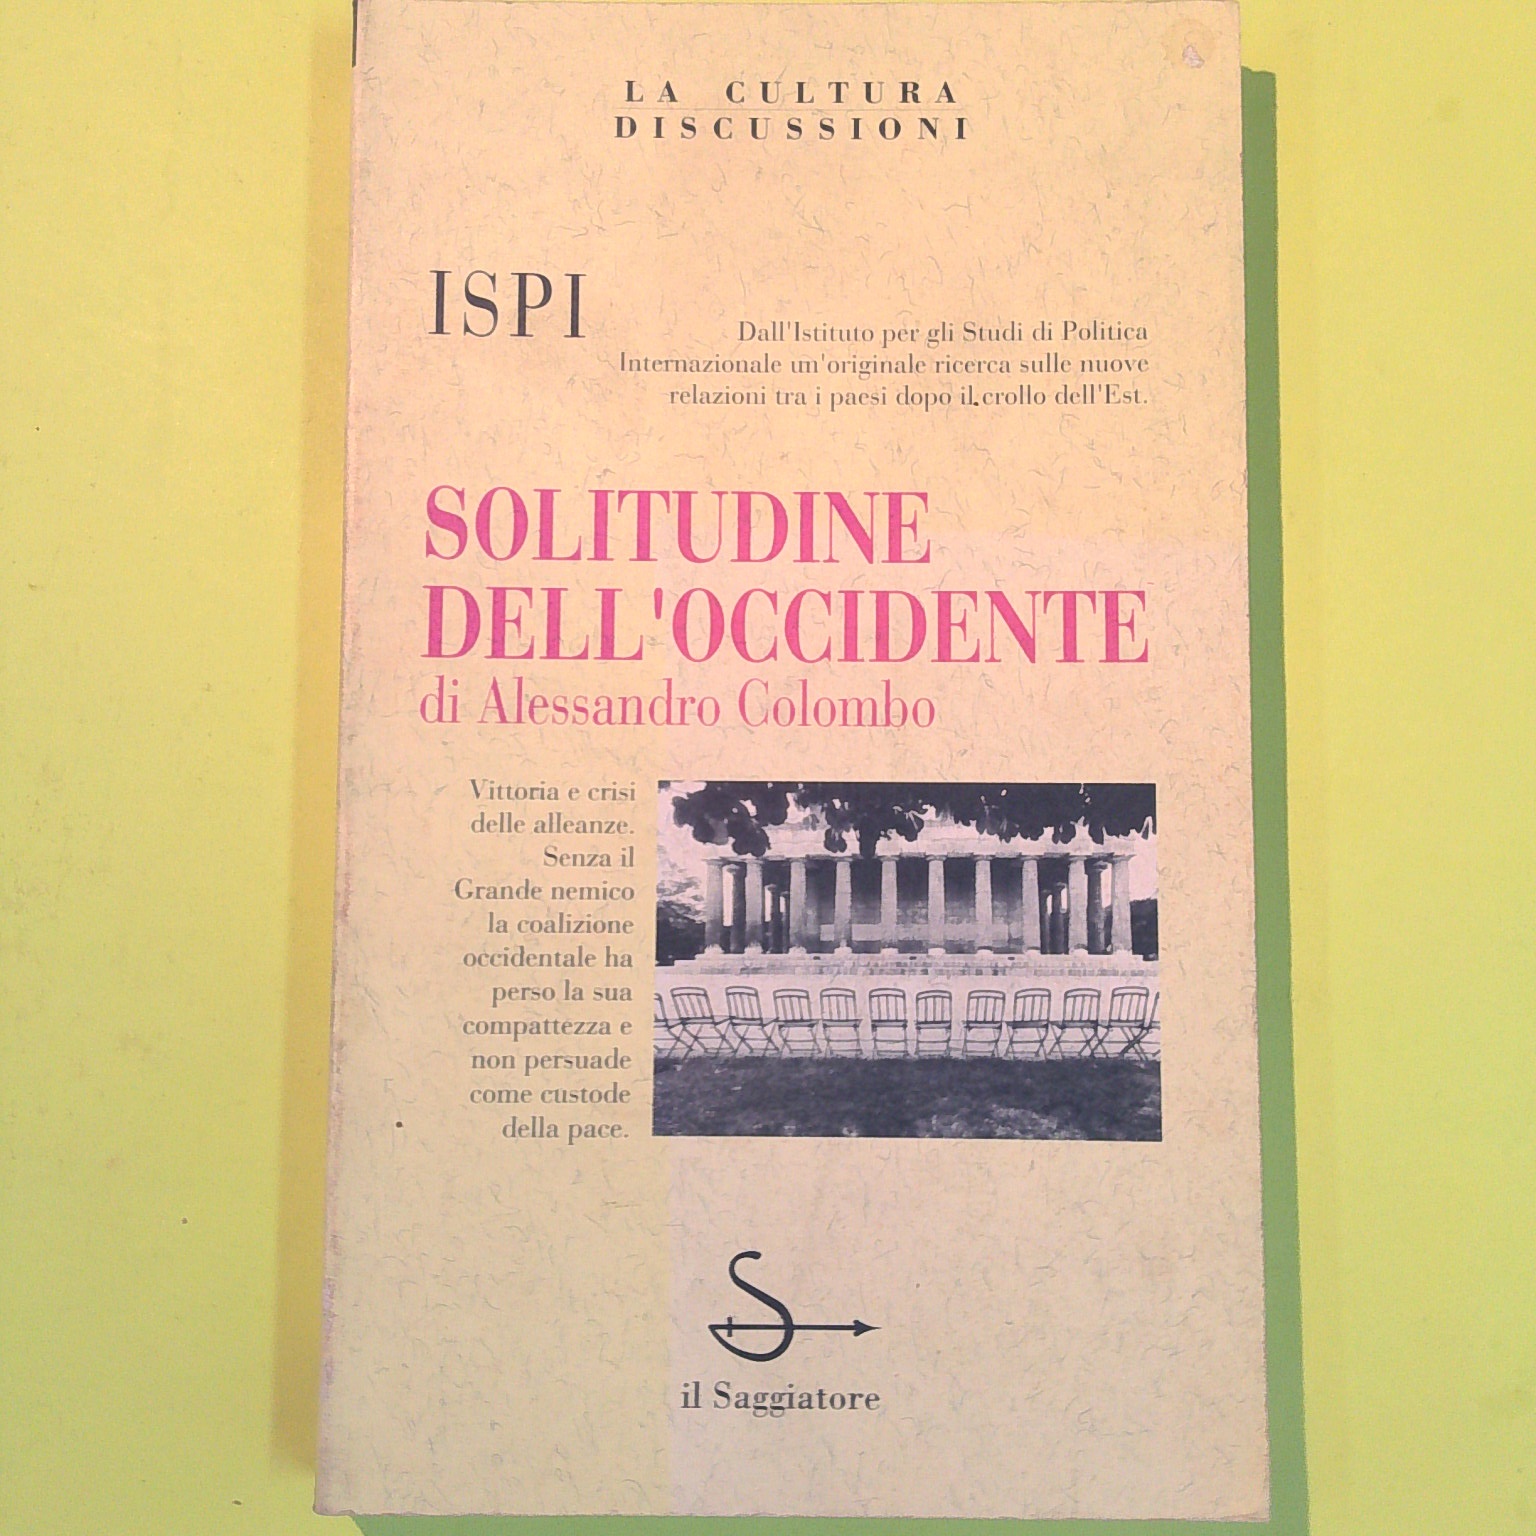 LA CULTURA
DISCUSSIONI
ISPI
Dall'Istituto per gli Studi di Politica
Internazionale un'originale ricerca sulle nuove
relazioni tra i paesi dopo il crollo dell'Est.
SOLITUDINE
DELL'OCCIDENTE
di Alessandro Colombo
Vittoria e crisi
delle alleanze.
Senza il
Grande nemico
la coalizione
occidentale ha
perso la sua
compattezza e
non persuade
come custode
della pace.
il Saggiatore